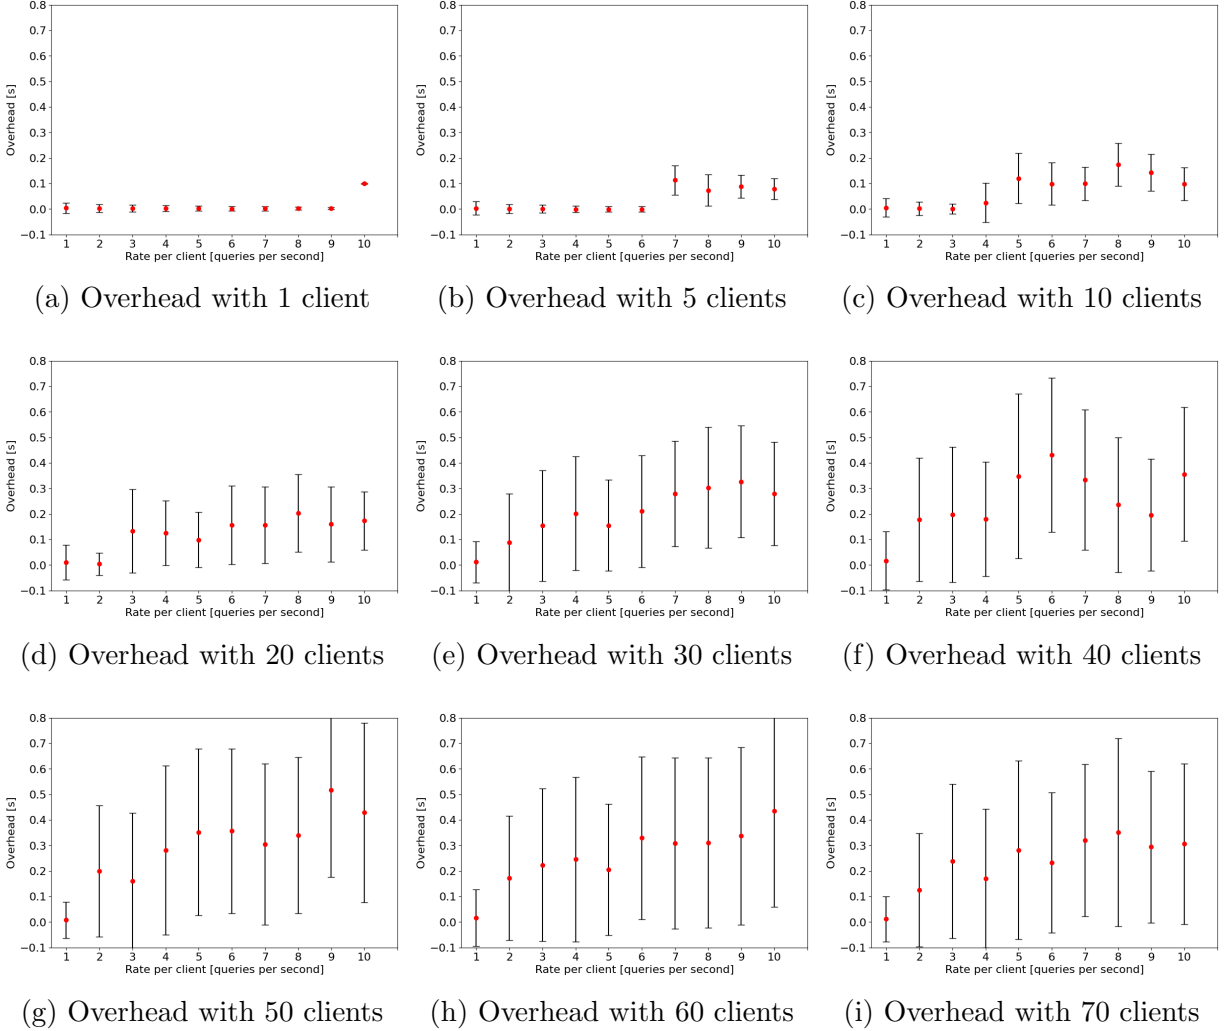 0.8 0.8 0.8
0.7 0.7 0.7
0.6 0.6 0.6
0.5 0.5 0.5
0.4 0.4 0.4
0.3 0.3 0.3
0.2 0.2 0.2
0.1 0.1 0.1
0.0 0.0 0.0
−0.1 −0.1 −0.1
Overhead [s] Overhead [s] Overhead [s]
1 2 3 4 5 6 7 8 9 10 1 2 3 4 5 6 7 8 9 10 1 2 3 4 5 6 7 8 9 10
Rate per client [queries per second] Rate per client [queries per second] Rate per client [queries per second]
(a) Overhead with 1 client (b) Overhead with 5 clients (c) Overhead with 10 clients
0.8 0.8 0.8
0.7 0.7 0.7
0.6 0.6 0.6
0.5 0.5 0.5
0.4 0.4 0.4
0.3 0.3 0.3
0.2 0.2 0.2
0.1 0.1 0.1
0.0 0.0 0.0
−0.1 −0.1 −0.1
Overhead [s] Overhead [s] Overhead [s]
1 2 3 4 5 6 7 8 9 10 1 2 3 4 5 6 7 8 9 10 1 2 3 4 5 6 7 8 9 10
Rate per client [queries per second] Rate per client [queries per second] Rate per client [queries per second]
(d) Overhead with 20 clients (e) Overhead with 30 clients (f) Overhead with 40 clients
0.8 0.8 0.8
0.7 0.7 0.7
0.6 0.6 0.6
0.5 0.5 0.5
0.4 0.4 0.4
0.3 0.3 0.3
0.2 0.2 0.2
0.1 0.1 0.1
0.0 0.0 0.0
−0.1 −0.1 −0.1
Overhead [s] Overhead [s] Overhead [s]
1 2 3 4 5 6 7 8 9 10 1 2 3 4 5 6 7 8 9 10 1 2 3 4 5 6 7 8 9 10
Rate per client [queries per second] Rate per client [queries per second] Rate per client [queries per second]
(g) Overhead with 50 clients (h) Overhead with 60 clients (i) Overhead with 70 clients